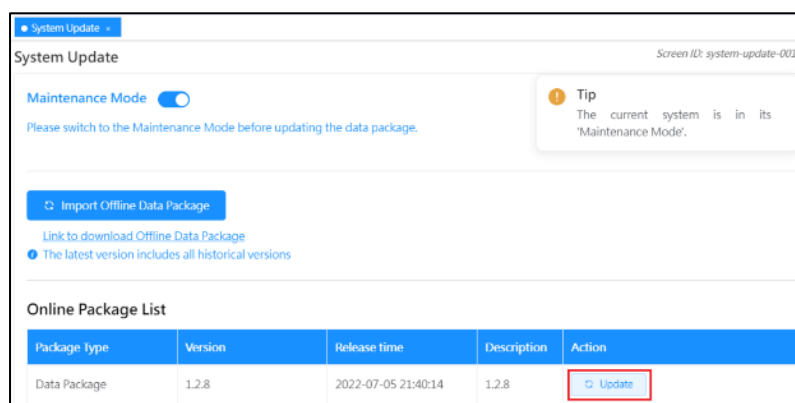 System Update ×
System Update
Screen ID: system-update-001
Maintenance Mode
Please switch to the Maintenance Mode before updating the data package.
Tip
The current system is in its
'Maintenance Mode'.
Import Offline Data Package
Link to download Offline Data Package
The latest version includes all historical versions
Online Package List
Package Type Version Release time Description Action
Data Package 1.2.8 2022-07-05 21:40:14 1.2.8 Update